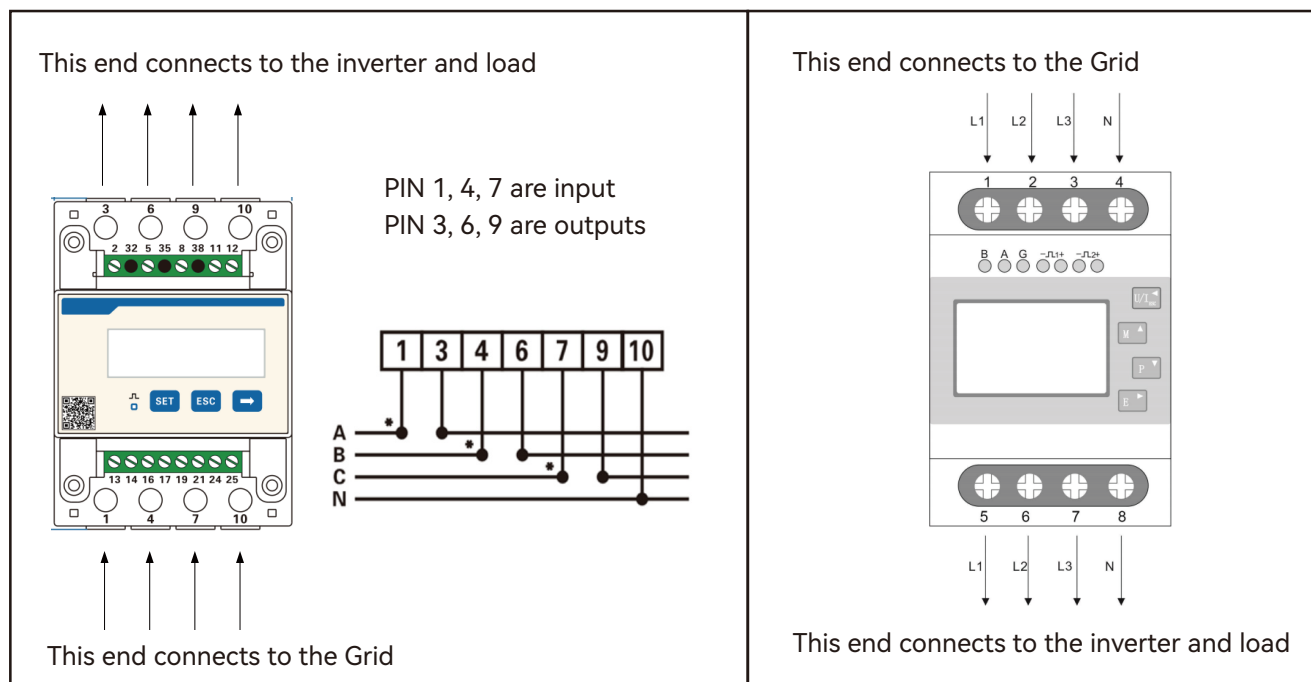 This end connects to the inverter and load
3 6 9 10
2 32 5 35 8 38 11 12
SET ESC
13 14 16 17 19 21 24 25
1 4 7 10
This end connects to the Grid
PIN 1, 4, 7 are input
PIN 3, 6, 9 are outputs
1 3 4 6 7 9 10
A *
B *
C *
N
This end connects to the Grid
L1 L2 L3 N
1 2 3 4
B A G 1+ 2+
U/I
M
P
E
5 6 7 8
L1 L2 L3 N
This end connects to the inverter and load